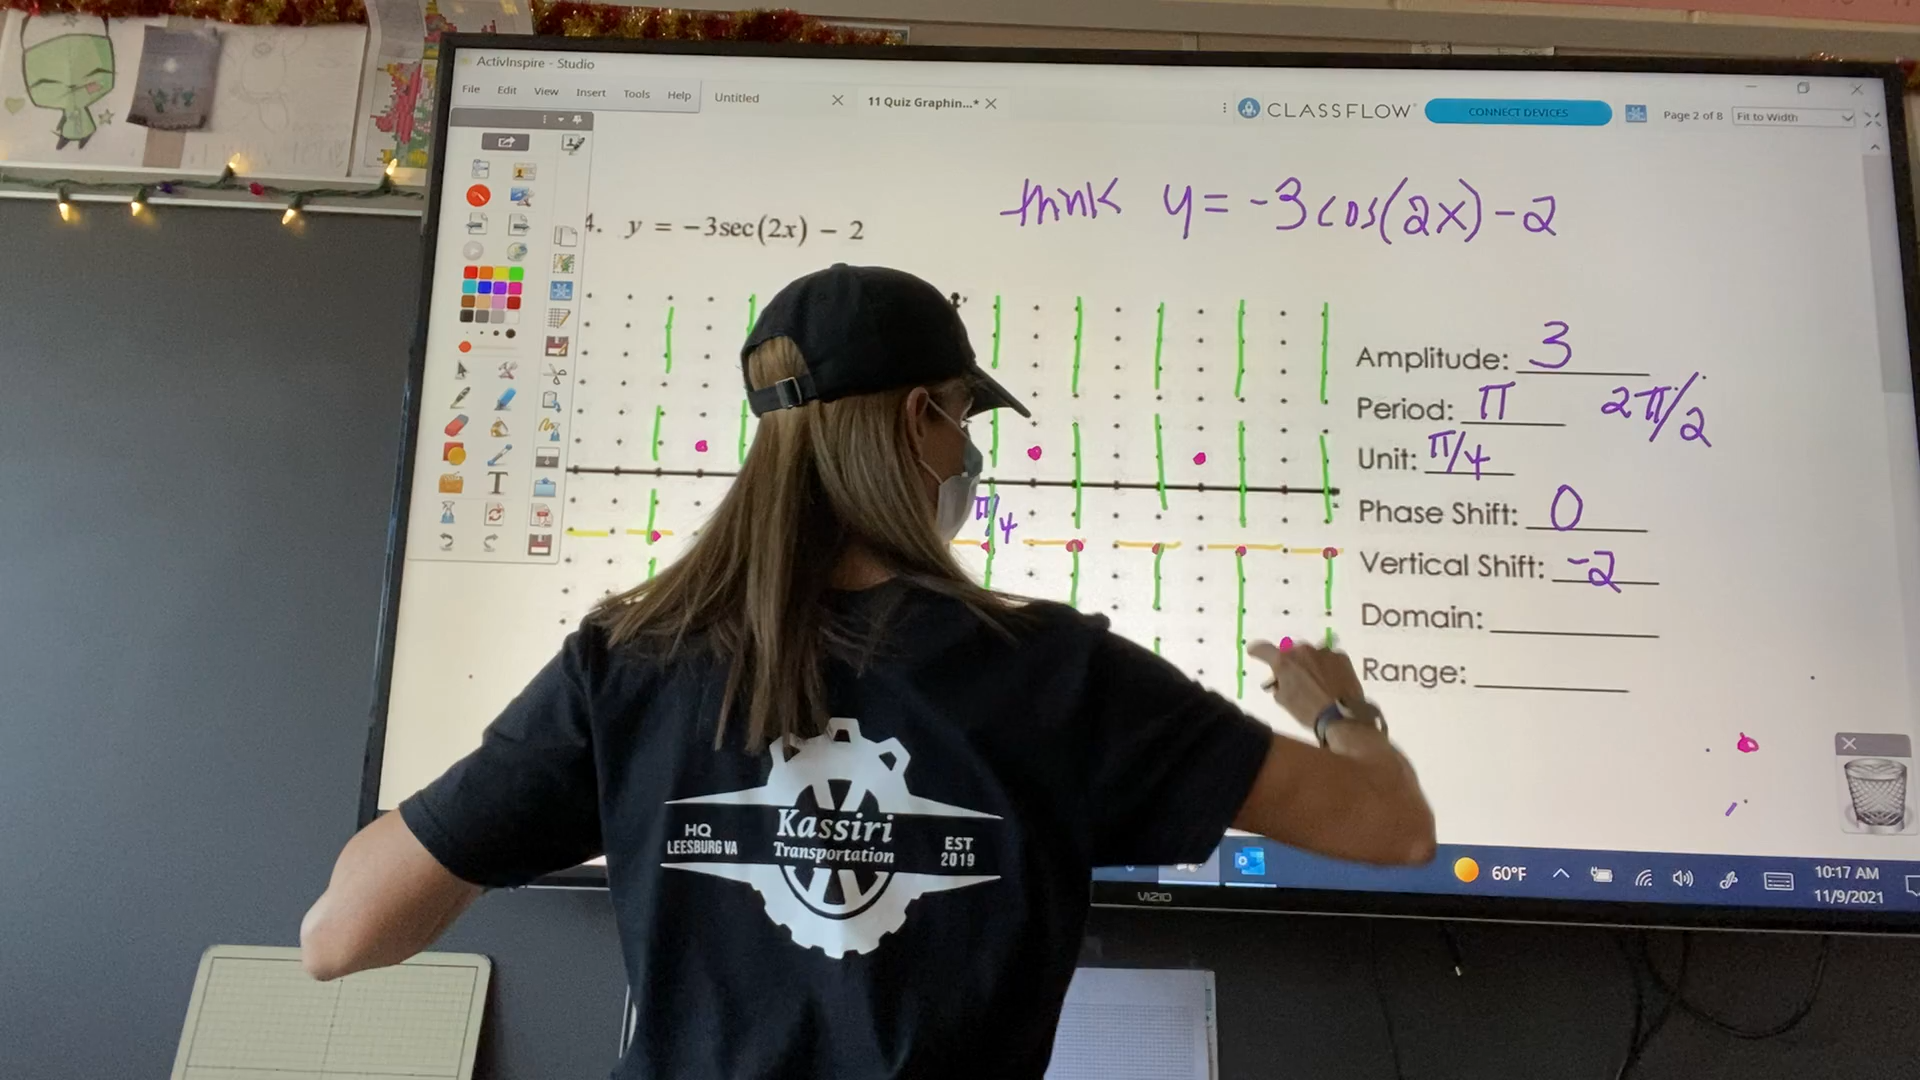 ActivInspire - Studio
File Edit View Insert Tools Help
Untitled
11 Quiz Graphin...*
CLASSFLOW
CONNECT DEVICES
Page 2 of 8
Fit to Width
think y = -3cos(2x)-2
4. y = −3sec(2x) − 2
Amplitude: 3
Period: π 2π/2
Unit: π/4
π/4
Phase Shift: 0
Vertical Shift: -2
Domain:
Range:
Kassiri
Transportation
HQ
LEESBURG VA
EST
2019
60°F
10:17 AM
11/9/2021
VIZIO